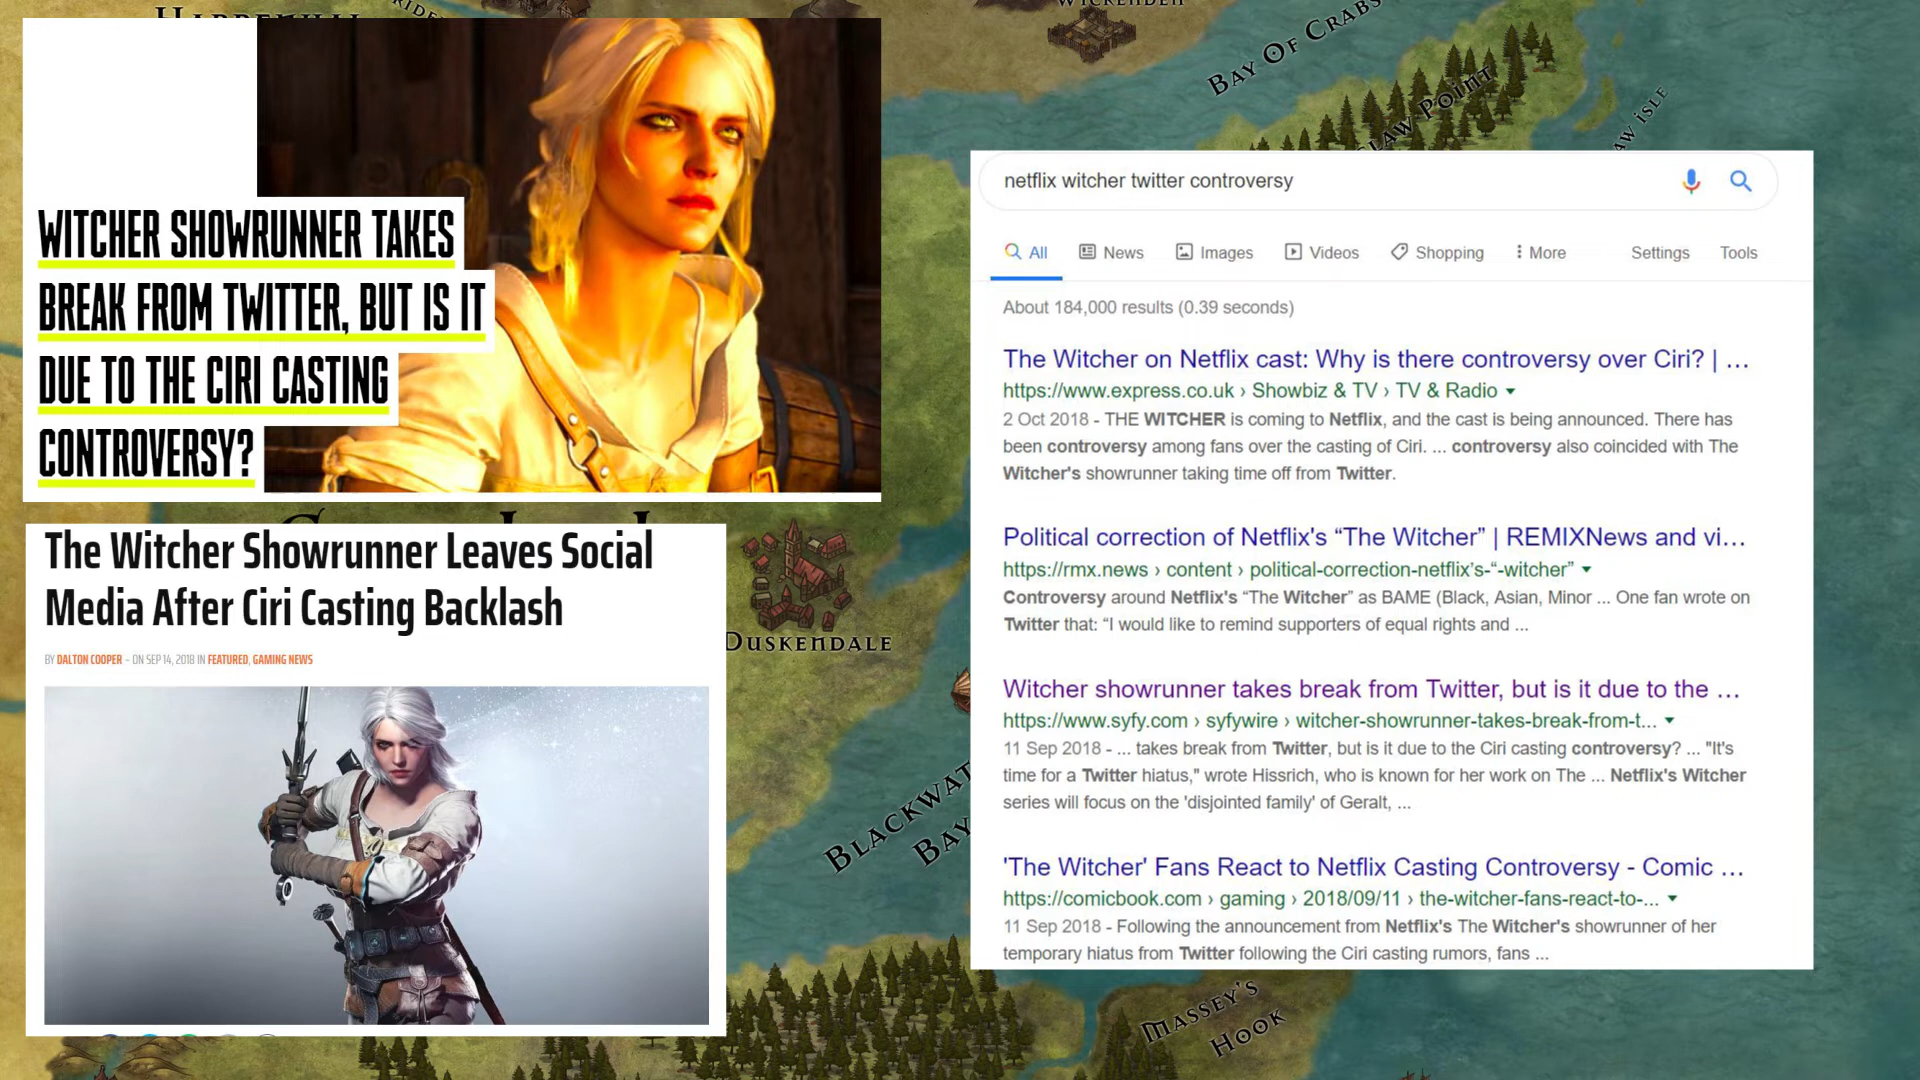 WITCHER SHOWRUNNER TAKES
BREAK FROM TWITTER, BUT IS IT
DUE TO THE CIRI CASTING
CONTROVERSY?
The Witcher Showrunner Leaves Social
Media After Ciri Casting Backlash
BY DALTON COOPER - ON SEP 14, 2018 IN FEATURED, GAMING NEWS
netflix witcher twitter controversy
All News Images Videos Shopping More Settings Tools
About 184,000 results (0.39 seconds)
The Witcher on Netflix cast: Why is there controversy over Ciri? | ...
https://www.express.co.uk › Showbiz & TV › TV & Radio
2 Oct 2018 - THE WITCHER is coming to Netflix, and the cast is being announced. There has
been controversy among fans over the casting of Ciri. ... controversy also coincided with The
Witcher's showrunner taking time off from Twitter.
Political correction of Netflix's “The Witcher” | REMIXNews and vi...
https://rmx.news › content › political-correction-netflix's-“-witcher”
Controversy around Netflix's “The Witcher” as BAME (Black, Asian, Minor ... One fan wrote on
Twitter that: “I would like to remind supporters of equal rights and ...
Witcher showrunner takes break from Twitter, but is it due to the ...
https://www.syfy.com › syfywire › witcher-showrunner-takes-break-from-t...
11 Sep 2018 - ... takes break from Twitter, but is it due to the Ciri casting controversy? ... "It's
time for a Twitter hiatus," wrote Hissrich, who is known for her work on The ... Netflix's Witcher
series will focus on the 'disjointed family' of Geralt, ...
'The Witcher' Fans React to Netflix Casting Controversy - Comic ...
https://comicbook.com › gaming › 2018/09/11 › the-witcher-fans-react-to-...
11 Sep 2018 - Following the announcement from Netflix's The Witcher's showrunner of her
temporary hiatus from Twitter following the Ciri casting rumors, fans ...
BAY OF CRABS
DUSKENDALE
MASSEY'S
HOOK